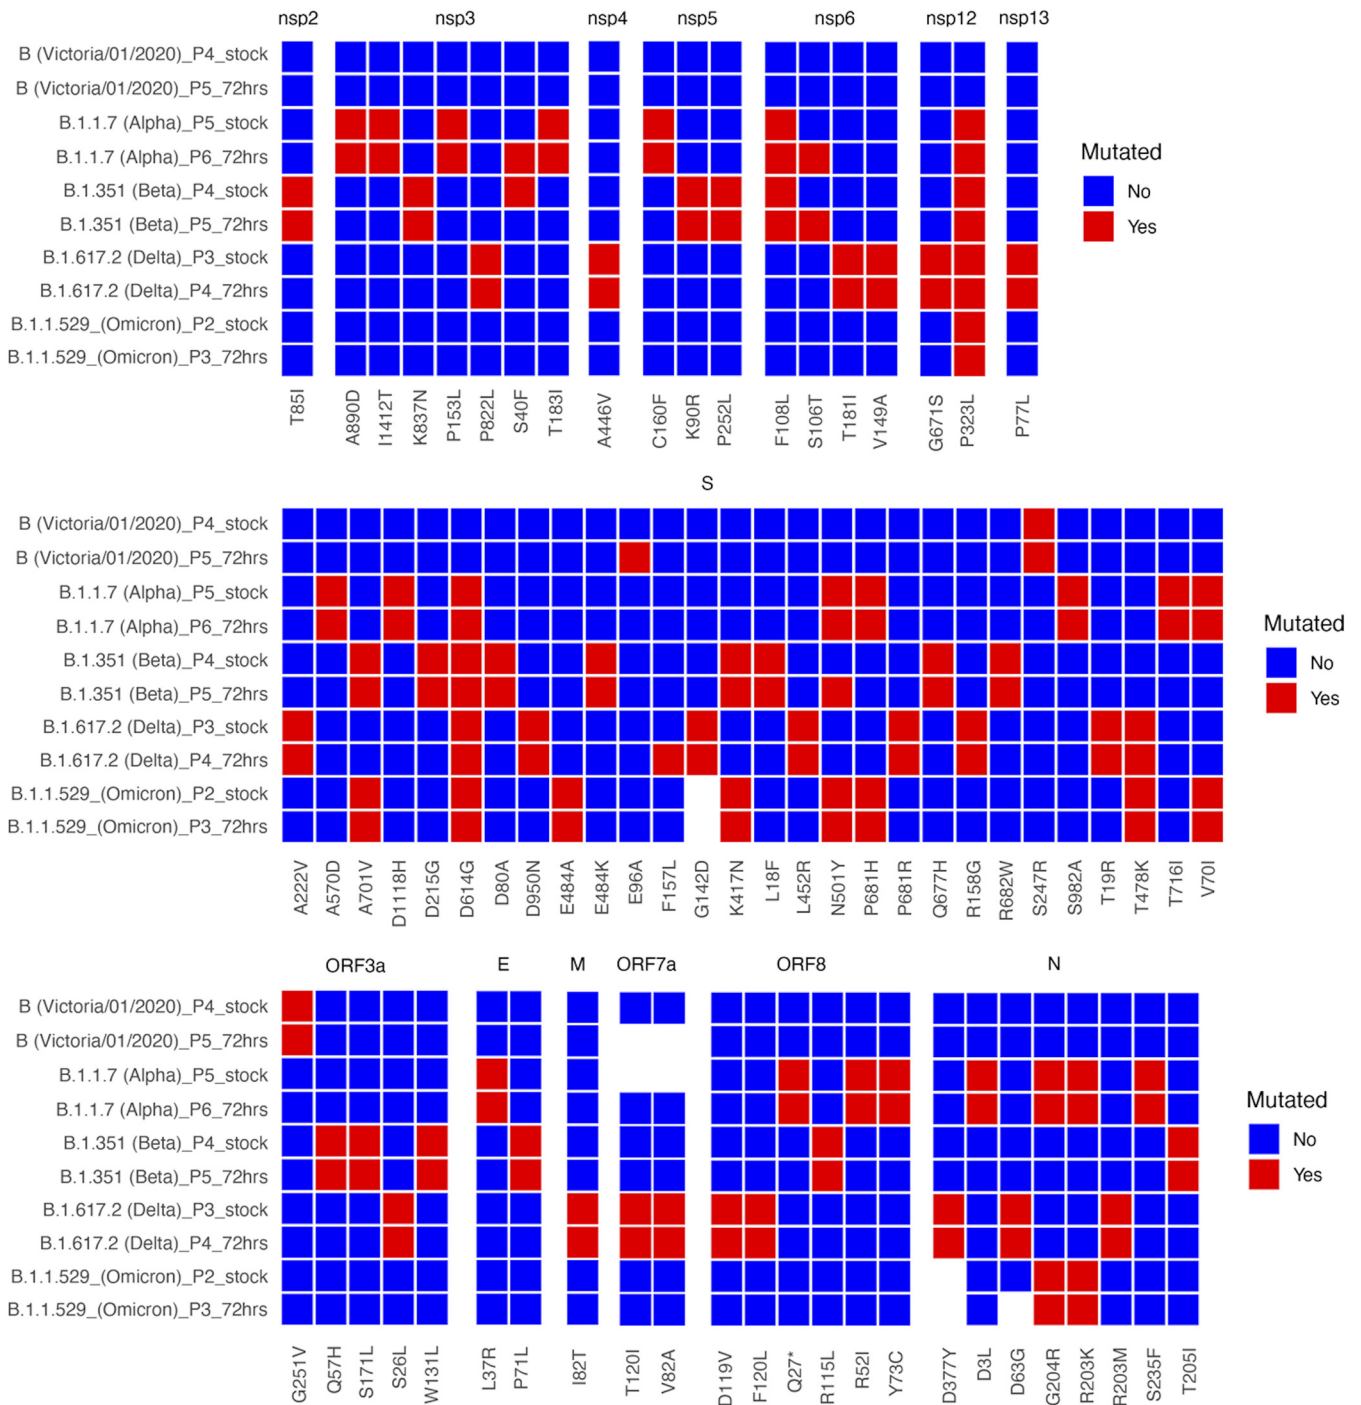 nsp2 nsp3 nsp4 nsp5 nsp6 nsp12 nsp13
B (Victoria/01/2020)_P4_stock
B (Victoria/01/2020)_P5_72hrs
B.1.1.7 (Alpha)_P5_stock
B.1.1.7 (Alpha)_P6_72hrs
B.1.351 (Beta)_P4_stock
B.1.351 (Beta)_P5_72hrs
B.1.617.2 (Delta)_P3_stock
B.1.617.2 (Delta)_P4_72hrs
B.1.1.529_(Omicron)_P2_stock
B.1.1.529_(Omicron)_P3_72hrs
Mutated
No
Yes
T85I A890D I1412T K837N P153L P822L S40F T183I A446V C160F K90R P252L F108L S106T T181I V149A G671S P323L P77L
S
B (Victoria/01/2020)_P4_stock
B (Victoria/01/2020)_P5_72hrs
B.1.1.7 (Alpha)_P5_stock
B.1.1.7 (Alpha)_P6_72hrs
B.1.351 (Beta)_P4_stock
B.1.351 (Beta)_P5_72hrs
B.1.617.2 (Delta)_P3_stock
B.1.617.2 (Delta)_P4_72hrs
B.1.1.529_(Omicron)_P2_stock
B.1.1.529_(Omicron)_P3_72hrs
Mutated
No
Yes
A222V A570D A701V D1118H D215G D614G D80A D950N E484A E484K E96A F157L G142D K417N L18F L452R N501Y P681H P681R Q677H R158G R682W S247R S982A T19R T478K T716I V70I
ORF3a E M ORF7a ORF8 N
B (Victoria/01/2020)_P4_stock
B (Victoria/01/2020)_P5_72hrs
B.1.1.7 (Alpha)_P5_stock
B.1.1.7 (Alpha)_P6_72hrs
B.1.351 (Beta)_P4_stock
B.1.351 (Beta)_P5_72hrs
B.1.617.2 (Delta)_P3_stock
B.1.617.2 (Delta)_P4_72hrs
B.1.1.529_(Omicron)_P2_stock
B.1.1.529_(Omicron)_P3_72hrs
Mutated
No
Yes
G251V Q57H S171L S26L W131L L37R P71L I82T T120I V82A D119V F120L Q27* R115L R52I Y73C D377Y D3L D63G G204R R203K R203M S235F T205I